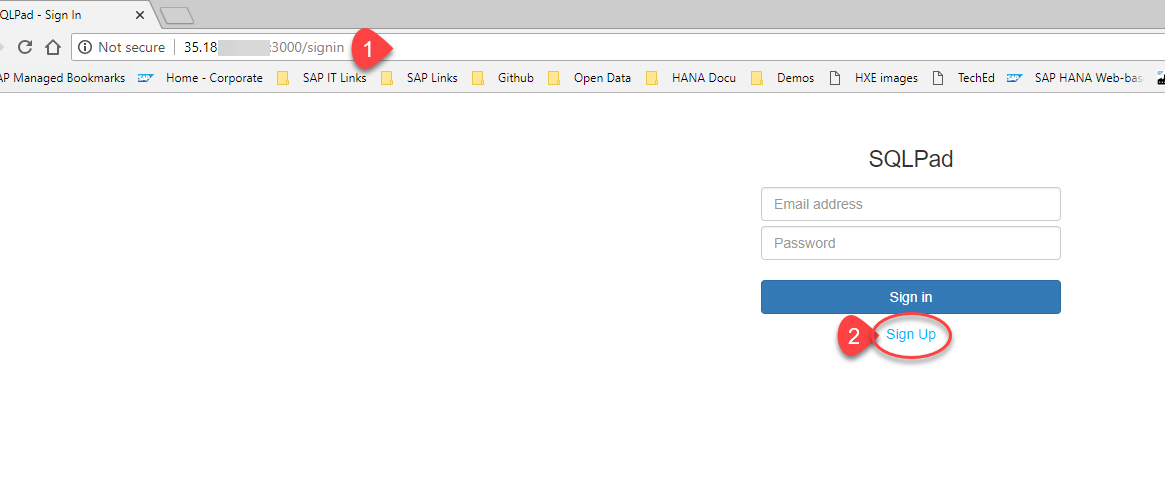 QLPad - Sign In
Not secure 35.18 :3000/signin 1
AP Managed Bookmarks Home - Corporate SAP IT Links SAP Links Github Open Data HANA Docu Demos HXE images TechEd SAP HANA Web-bas
SQLPad
Email address
Password
Sign in
2 Sign Up